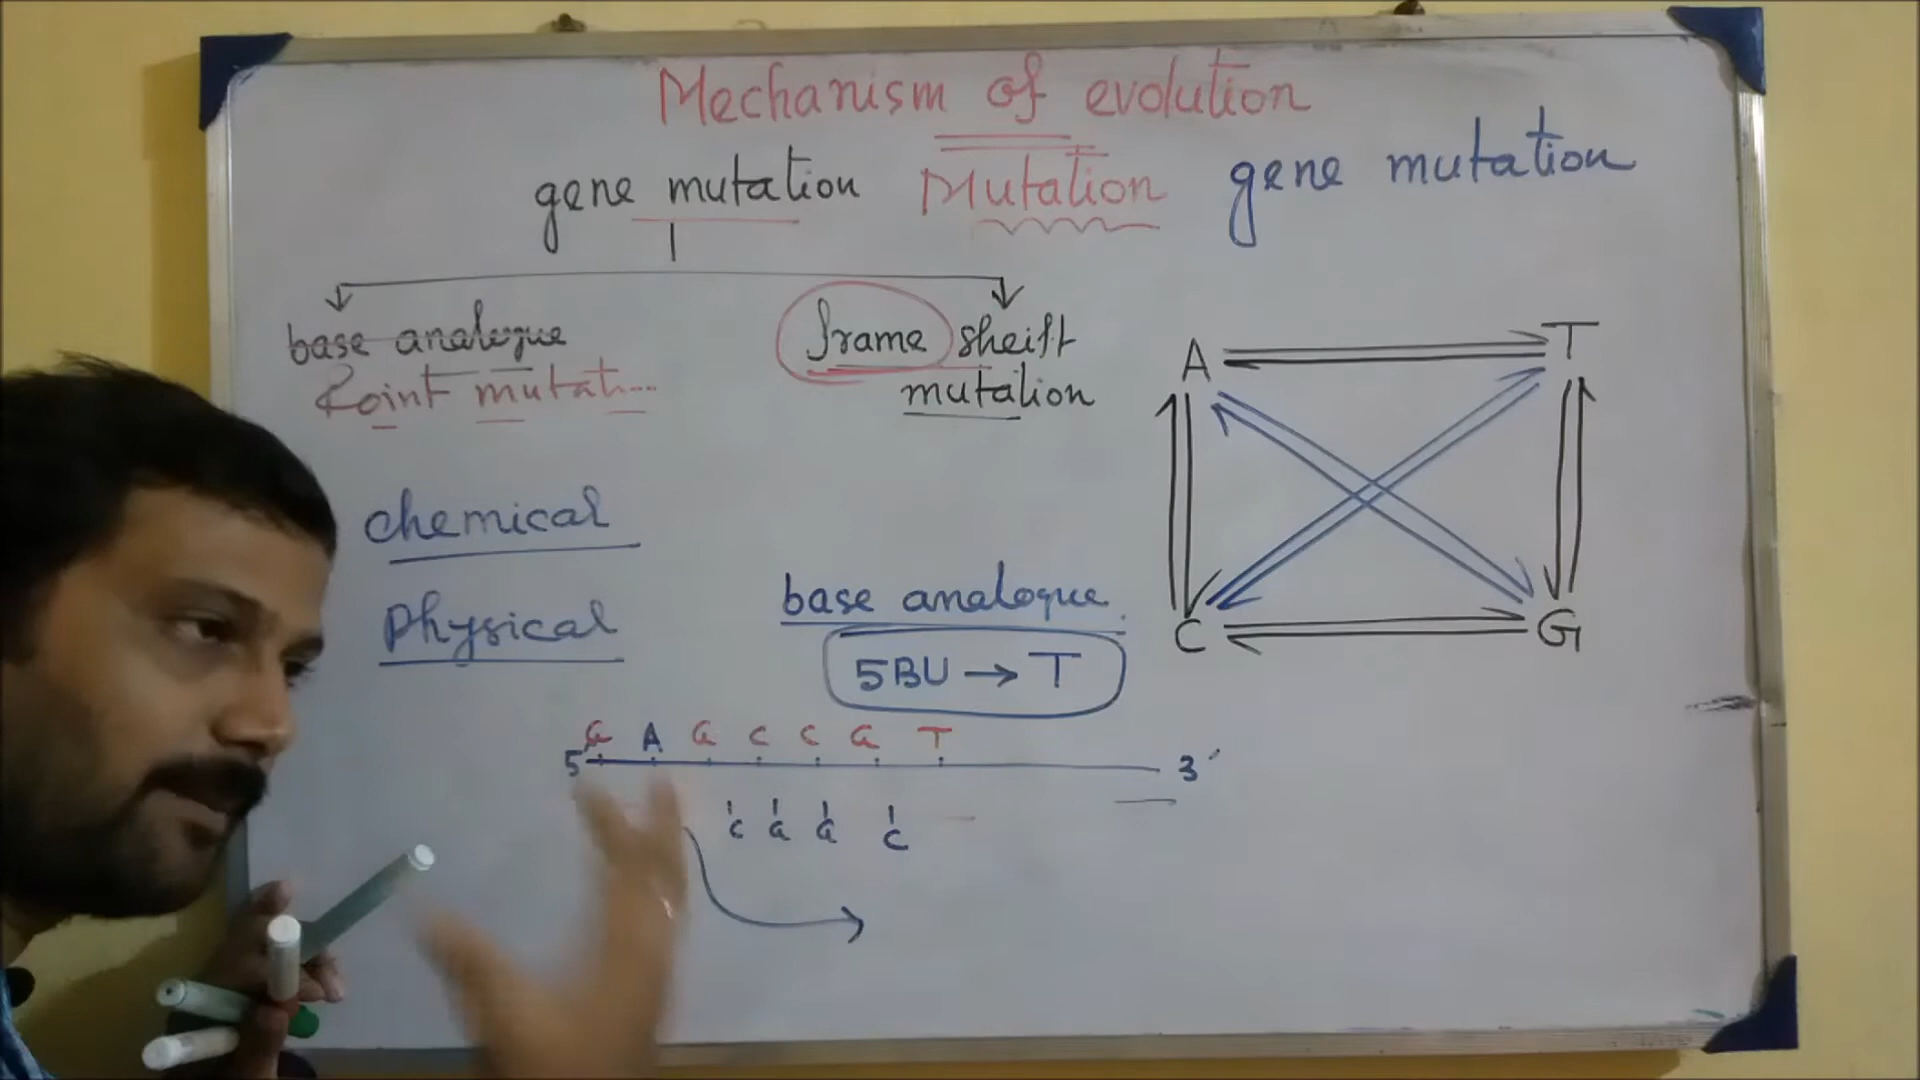 Mechanism of evolution
gene mutation Mutation gene mutation
base analogue frame sheift
Point mutati... mutation
A T
chemical
Physical
base analogue
C G
5BU → T
G A G C C G T
5' 3'
C G G C